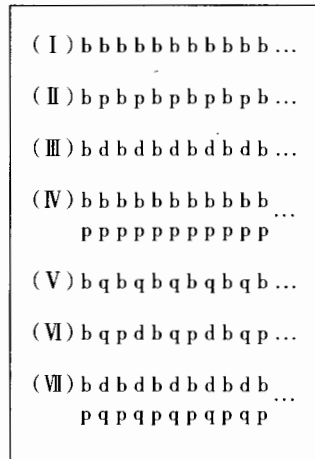 (Ⅰ) b b b b b b b b b b b …
(Ⅱ) b p b p b p b p b p b …
(Ⅲ) b d b d b d b d b d b …
(Ⅳ) b b b b b b b b b b b …
p p p p p p p p p p p
(Ⅴ) b q b q b q b q b q b …
(Ⅵ) b q p d b q p d b q p …
(Ⅶ) b d b d b d b d b d b …
p q p q p q p q p q p